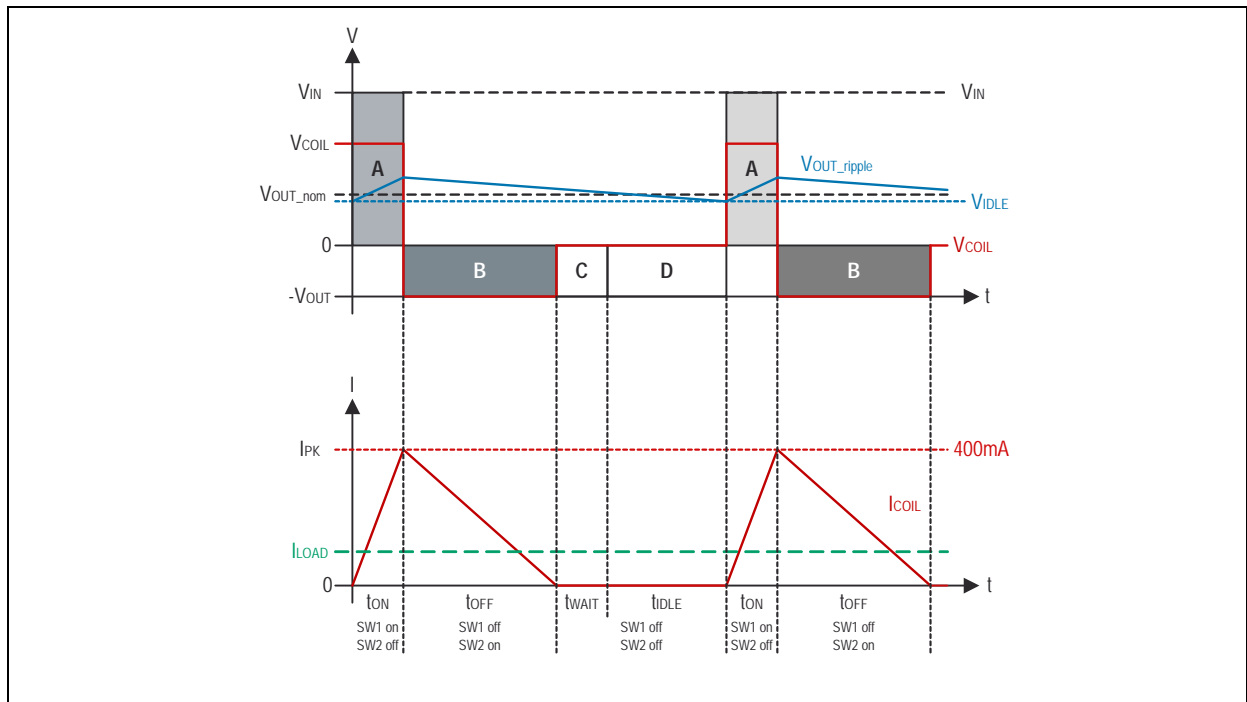 V
VIN VIN
VCOIL
A A VOUT_ripple
VOUT_nom
VIDLE
0 VCOIL
B C D B
-VOUT t
I
IPK 400mA
ICOIL
ILOAD
0 t
tON tOFF tWAIT tIDLE tON tOFF
SW1 on SW1 off SW1 off SW1 on SW1 off
SW2 off SW2 on SW2 off SW2 off SW2 on